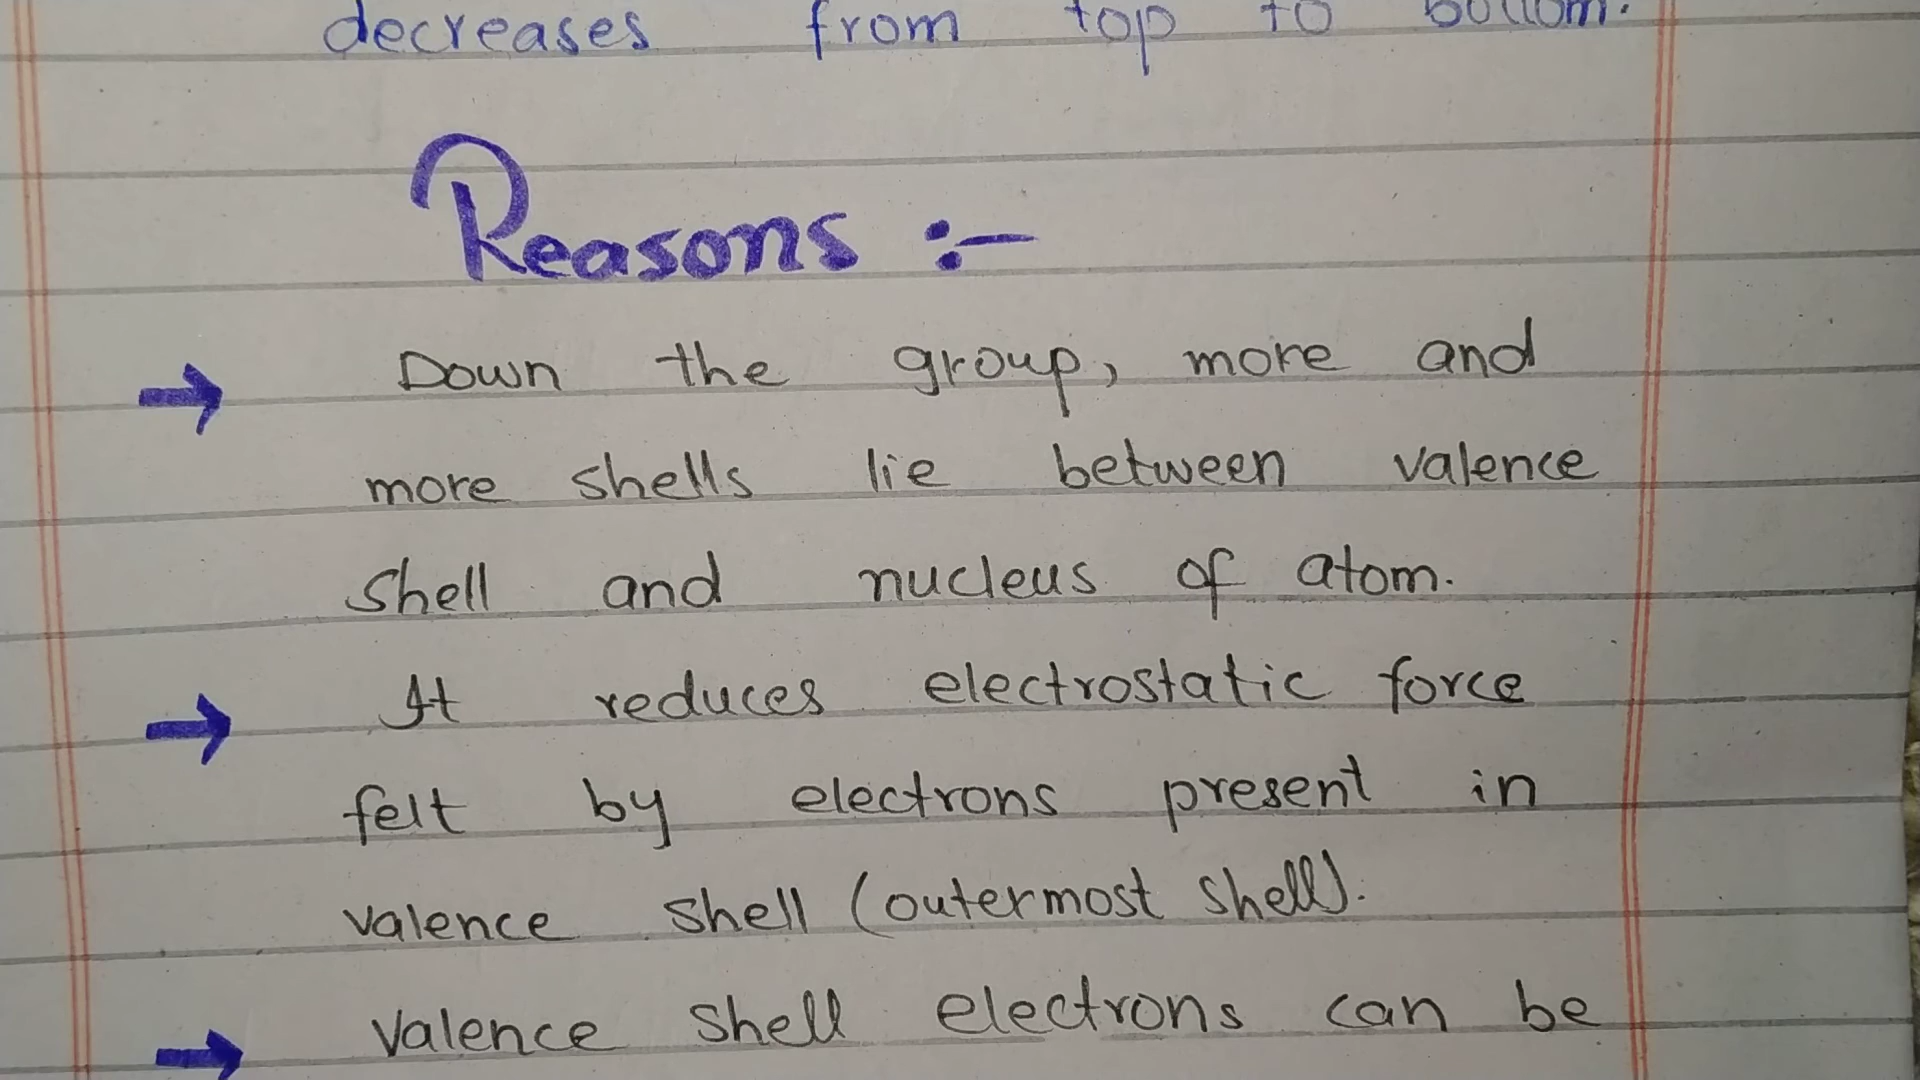 decreases from top to bottom.
Reasons :-
→ Down the group, more and
more shells lie between valence
shell and nucleus of atom.
→ It reduces electrostatic force
felt by electrons present in
valence shell (outermost shell).
→ Valence shell electrons can be